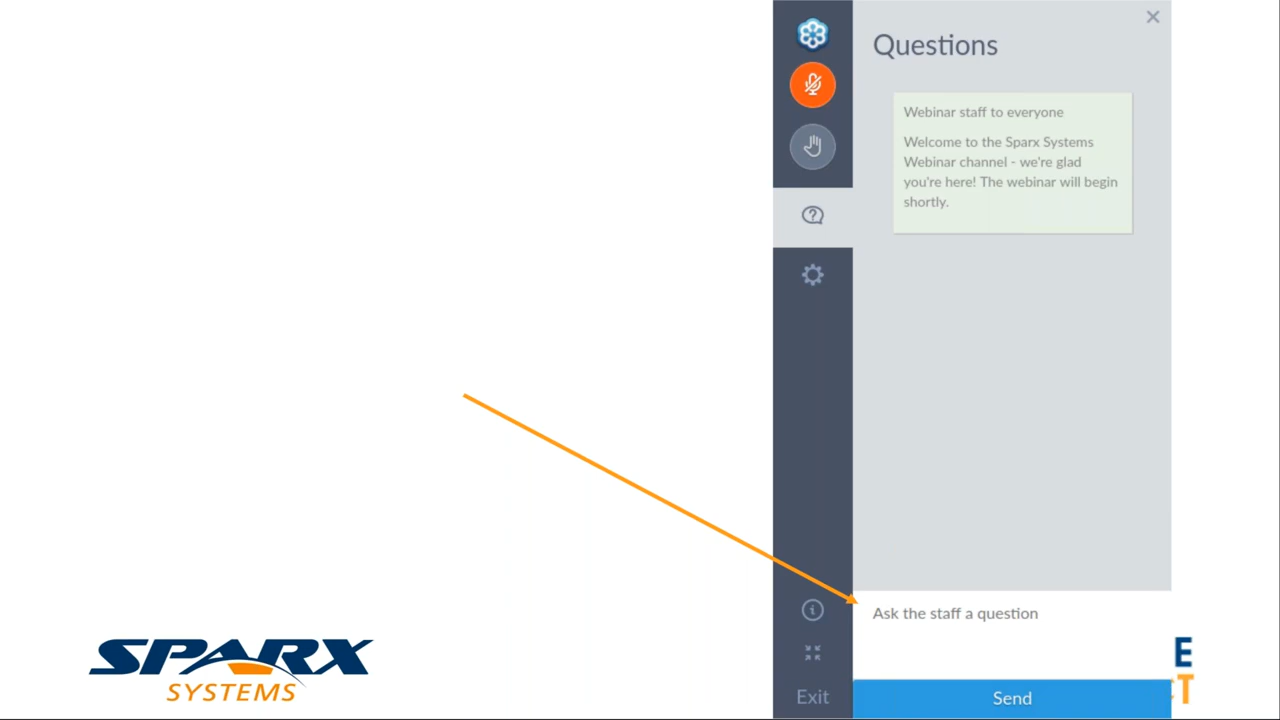 Questions
Webinar staff to everyone
Welcome to the Sparx Systems
Webinar channel - we're glad
you're here! The webinar will begin
shortly.
Ask the staff a question
Send
Exit
SPARX
SYSTEMS
E
T